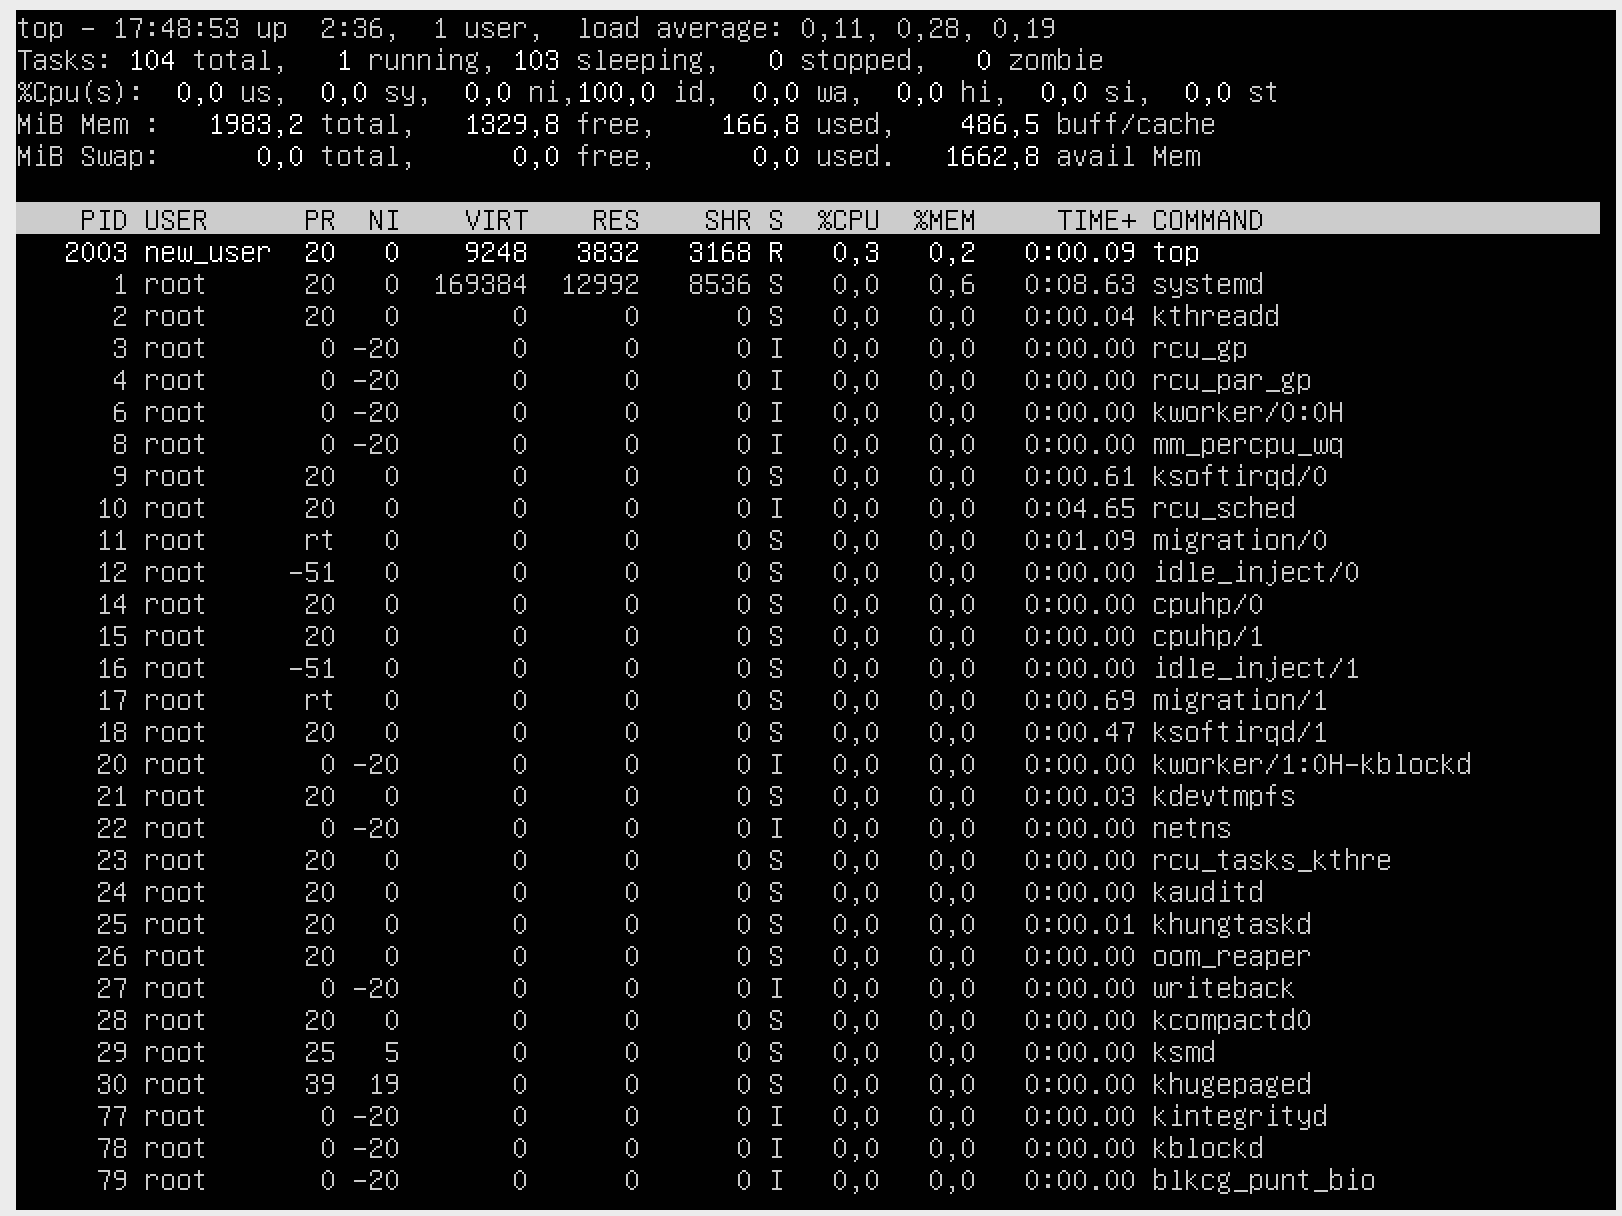 top - 17:48:53 up  2:36,  1 user,  load average: 0,11, 0,28, 0,19
Tasks: 104 total,   1 running, 103 sleeping,   0 stopped,   0 zombie
%Cpu(s):  0,0 us,  0,0 sy,  0,0 ni,100,0 id,  0,0 wa,  0,0 hi,  0,0 si,  0,0 st
MiB Mem :   1983,2 total,   1329,8 free,    166,8 used,    486,5 buff/cache
MiB Swap:      0,0 total,      0,0 free,      0,0 used.   1662,8 avail Mem
PID USER      PR  NI    VIRT    RES    SHR S  %CPU  %MEM     TIME+ COMMAND
2003 new_user  20   0    9248   3832   3168 R   0,3   0,2   0:00.09 top
1 root      20   0  169384  12992   8536 S   0,0   0,6   0:08.63 systemd
2 root      20   0       0      0      0 S   0,0   0,0   0:00.04 kthreadd
3 root       0 -20       0      0      0 I   0,0   0,0   0:00.00 rcu_gp
4 root       0 -20       0      0      0 I   0,0   0,0   0:00.00 rcu_par_gp
6 root       0 -20       0      0      0 I   0,0   0,0   0:00.00 kworker/0:0H
8 root       0 -20       0      0      0 I   0,0   0,0   0:00.00 mm_percpu_wq
9 root      20   0       0      0      0 S   0,0   0,0   0:00.61 ksoftirqd/0
10 root      20   0       0      0      0 I   0,0   0,0   0:04.65 rcu_sched
11 root      rt   0       0      0      0 S   0,0   0,0   0:01.09 migration/0
12 root     -51   0       0      0      0 S   0,0   0,0   0:00.00 idle_inject/0
14 root      20   0       0      0      0 S   0,0   0,0   0:00.00 cpuhp/0
15 root      20   0       0      0      0 S   0,0   0,0   0:00.00 cpuhp/1
16 root     -51   0       0      0      0 S   0,0   0,0   0:00.00 idle_inject/1
17 root      rt   0       0      0      0 S   0,0   0,0   0:00.69 migration/1
18 root      20   0       0      0      0 S   0,0   0,0   0:00.47 ksoftirqd/1
20 root       0 -20       0      0      0 I   0,0   0,0   0:00.00 kworker/1:0H-kblockd
21 root      20   0       0      0      0 S   0,0   0,0   0:00.03 kdevtmpfs
22 root       0 -20       0      0      0 I   0,0   0,0   0:00.00 netns
23 root      20   0       0      0      0 S   0,0   0,0   0:00.00 rcu_tasks_kthre
24 root      20   0       0      0      0 S   0,0   0,0   0:00.00 kauditd
25 root      20   0       0      0      0 S   0,0   0,0   0:00.01 khungtaskd
26 root      20   0       0      0      0 S   0,0   0,0   0:00.00 oom_reaper
27 root       0 -20       0      0      0 I   0,0   0,0   0:00.00 writeback
28 root      20   0       0      0      0 S   0,0   0,0   0:00.00 kcompactd0
29 root      25   5       0      0      0 S   0,0   0,0   0:00.00 ksmd
30 root      39  19       0      0      0 S   0,0   0,0   0:00.00 khugepaged
77 root       0 -20       0      0      0 I   0,0   0,0   0:00.00 kintegrityd
78 root       0 -20       0      0      0 I   0,0   0,0   0:00.00 kblockd
79 root       0 -20       0      0      0 I   0,0   0,0   0:00.00 blkcg_punt_bio